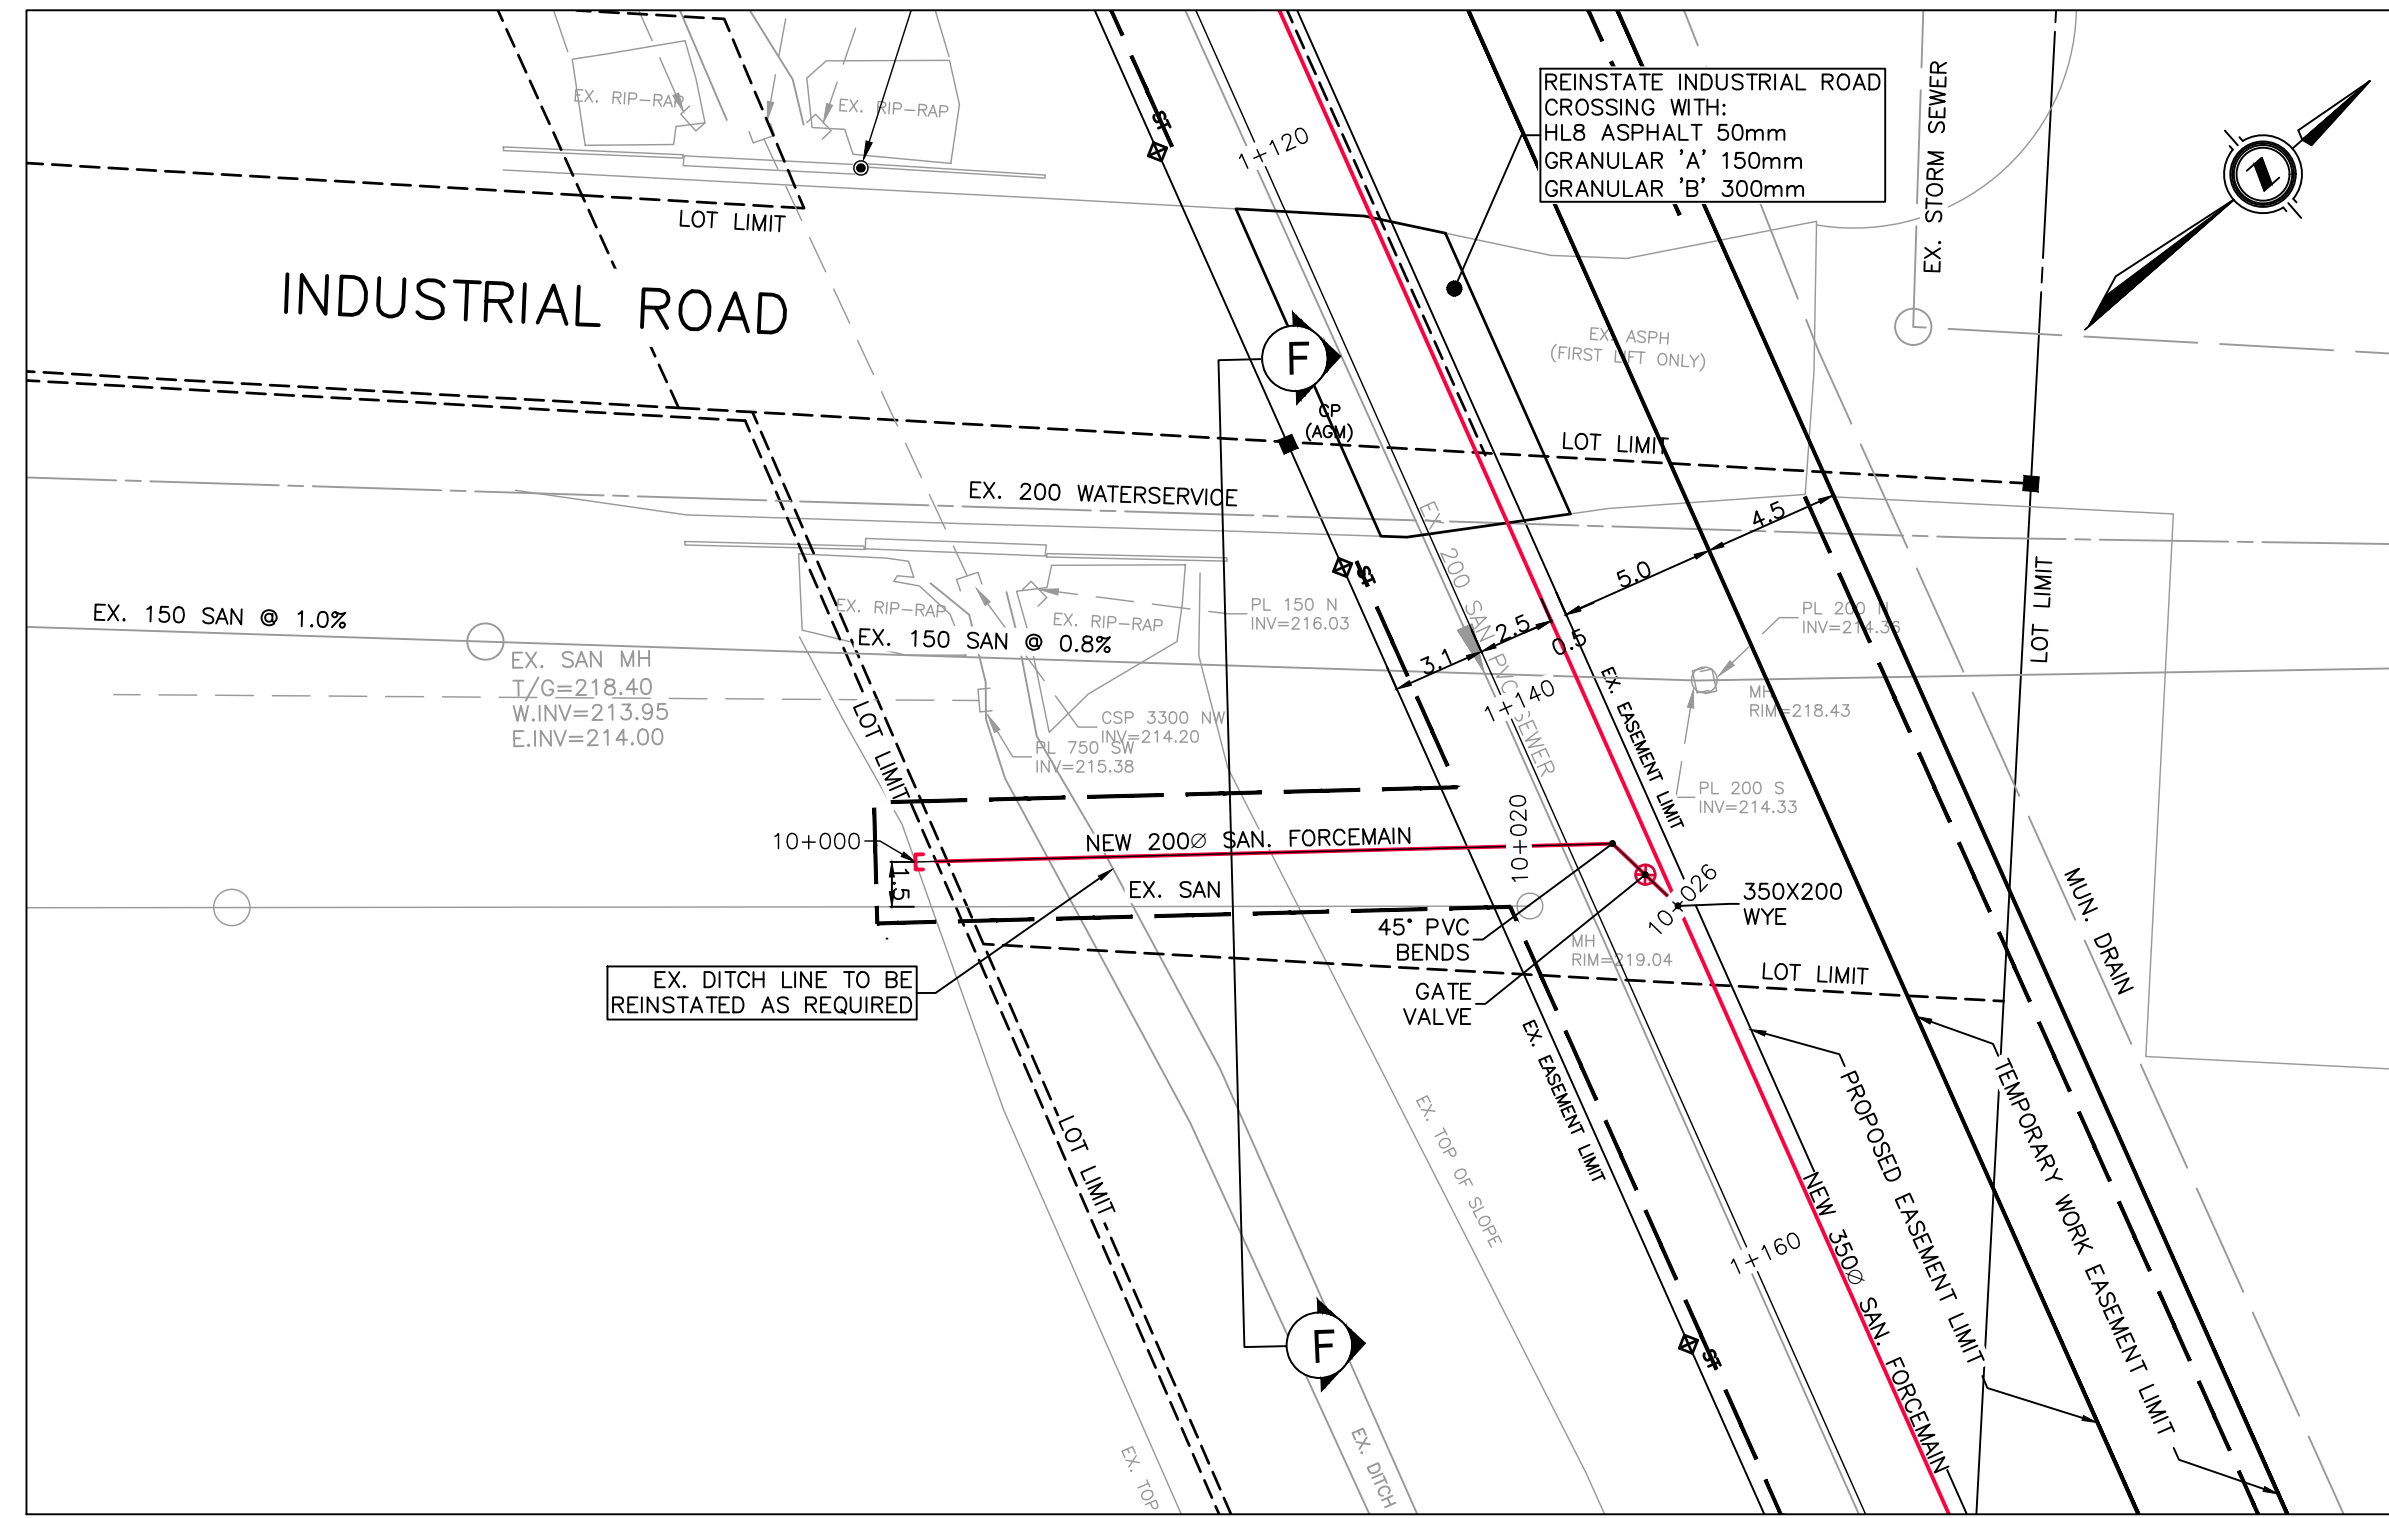 REINSTATE INDUSTRIAL ROAD
CROSSING WITH:
HL8 ASPHALT 50mm
GRANULAR 'A' 150mm
GRANULAR 'B' 300mm
EX. STORM SEWER
EX. RIP-RAP
EX. RIP-RAP
ST
1+120
LOT LIMIT
INDUSTRIAL ROAD
N
EX. ASPH
(FIRST LIFT ONLY)
F
CP
(AGM)
LOT LIMIT
EX. 200 WATERSERVICE
4.5
5.0
EX. 200 SAN PVC SEWER
ST
LOT LIMIT
EX. 150 SAN @ 1.0%
EX. RIP-RAP
EX. RIP-RAP
PL 150 N
INV=216.03
PL 200 N
INV=214.36
EX. 150 SAN @ 0.8%
2.5
0.5
3.1
EX. SAN MH
T/G=218.40
W.INV=213.95
E.INV=214.00
1+140
EX. EASEMENT LIMIT
MH
RIM=218.43
LOT LIMIT
CSP 3300 NW
INV=214.20
PL 750 SW
INV=215.38
PL 200 S
INV=214.33
10+000
NEW 200Ø SAN. FORCEMAIN
10+020
1.5
EX. SAN
10+026
350X200
WYE
45° PVC
BENDS
MH
RIM=219.04
MUN. DRAIN
EX. DITCH LINE TO BE
REINSTATED AS REQUIRED
GATE
VALVE
LOT LIMIT
EX. EASEMENT LIMIT
LOT LIMIT
EX. TOP OF SLOPE
PROPOSED EASEMENT LIMIT
TEMPORARY WORK EASEMENT LIMIT
NEW 350Ø SAN. FORCEMAIN
1+160
F
ST
EX. TOP
EX. DITCH